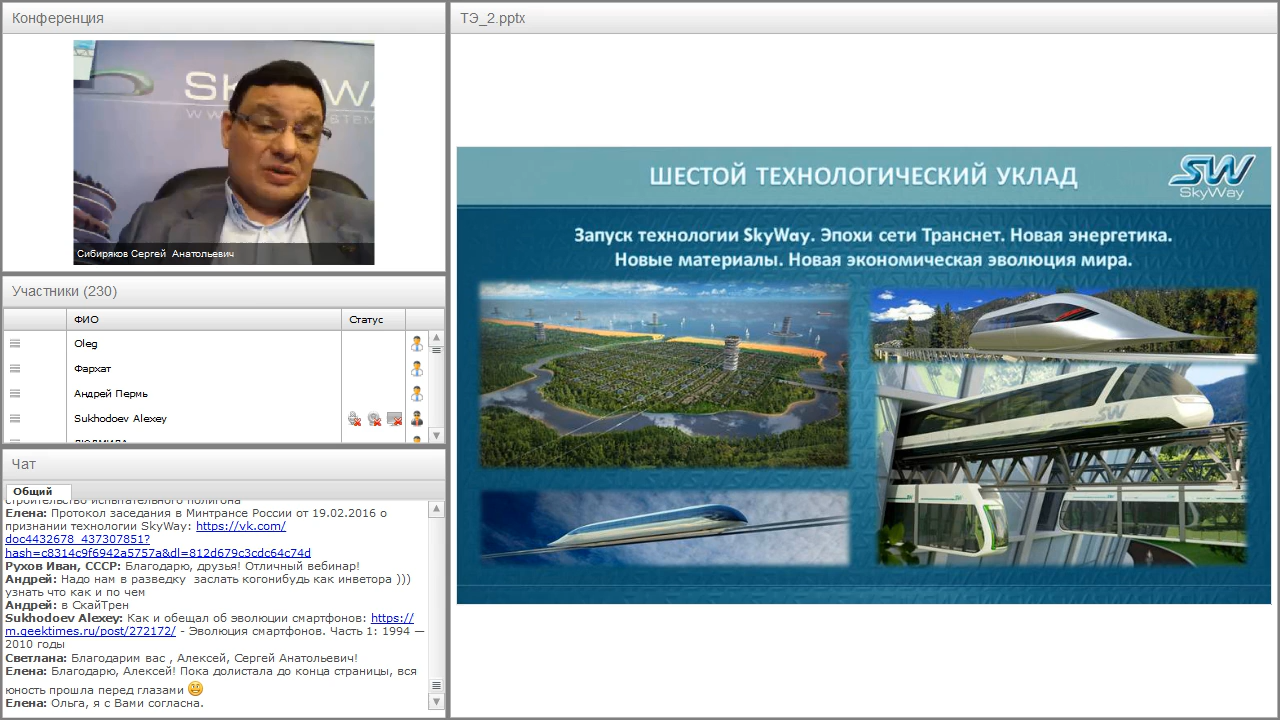 Конференция
SKYWA
Сибиряков Сергей Анатольевич
Участники (230)
ФИО
Статус
Oleg
Фархат
Андрей Пермь
Sukhodoev Alexey
ЛЮДМИЛА
Чат
Общий
строительство испытательного полигона
Елена: Протокол заседания в Минтрансе России от 19.02.2016 о
признании технологии SkyWay: https://vk.com/
doc4432678_437307851?
hash=c8314c9f6942a5757a&dl=812d679c3cdc64c74d
Рухов Иван, СССР: Благодарю, друзья! Отличный вебинар!
Андрей: Надо нам в разведку заслать когонибудь как инветора )))
узнать что как и по чем
Андрей: в СкайТрен
Sukhodoev Alexey: Как и обещал об эволюции смартфонов: https://
m.geektimes.ru/post/272172/ - Эволюция смартфонов. Часть 1: 1994 —
2010 годы
Светлана: Благодарим вас , Алексей, Сергей Анатольевич!
Елена: Благодарю, Алексей! Пока долистала до конца страницы, вся
юность прошла перед глазами
Елена: Ольга, я с Вами согласна.
ТЭ_2.pptx
ШЕСТОЙ ТЕХНОЛОГИЧЕСКИЙ УКЛАД
SW
SkyWay
Запуск технологии SkyWay. Эпохи сети Транснет. Новая энергетика.
Новые материалы. Новая экономическая эволюция мира.
SW